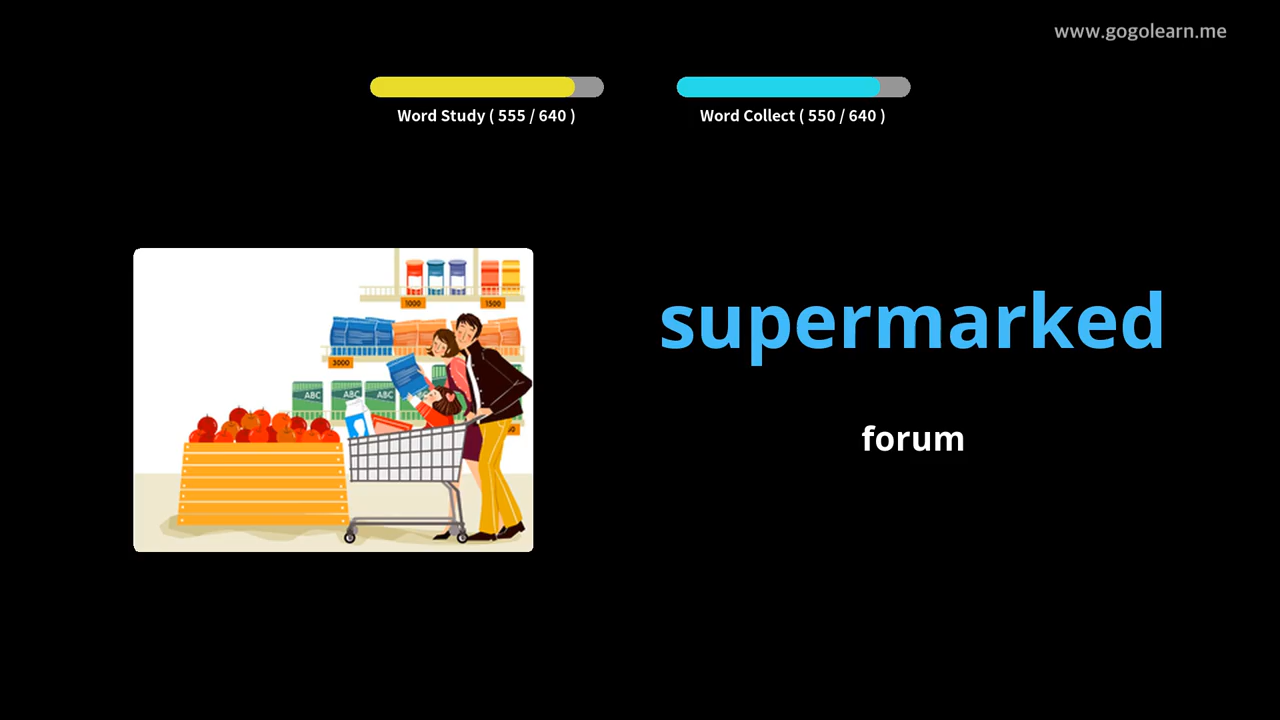 www.gogolearn.me
Word Study ( 555 / 640 )
Word Collect ( 550 / 640 )
1000
1500
supermarked
3000
ABC
ABC
ABC
forum